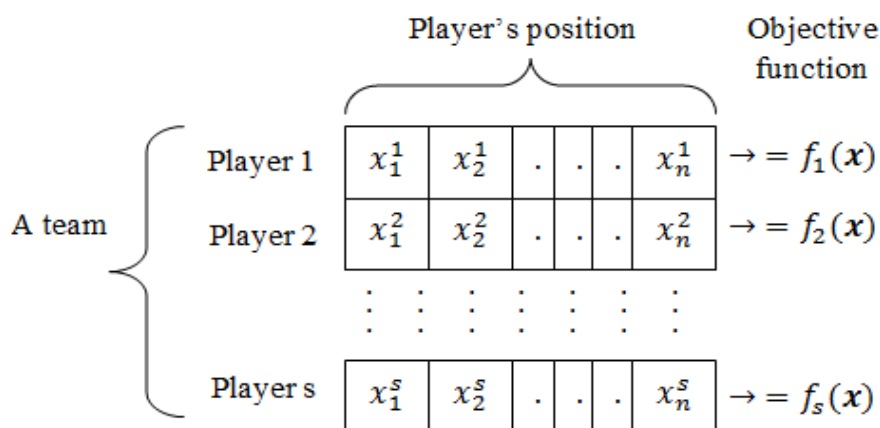 Player's position
Objective function
Player 1 x_1^1 x_2^1 . . . x_n^1 → = f_1(x)
A team
Player 2 x_1^2 x_2^2 . . . x_n^2 → = f_2(x)
⋮ ⋮ ⋮ ⋮ ⋮ ⋮ ⋮
Player s x_1^s x_2^s . . . x_n^s → = f_s(x)